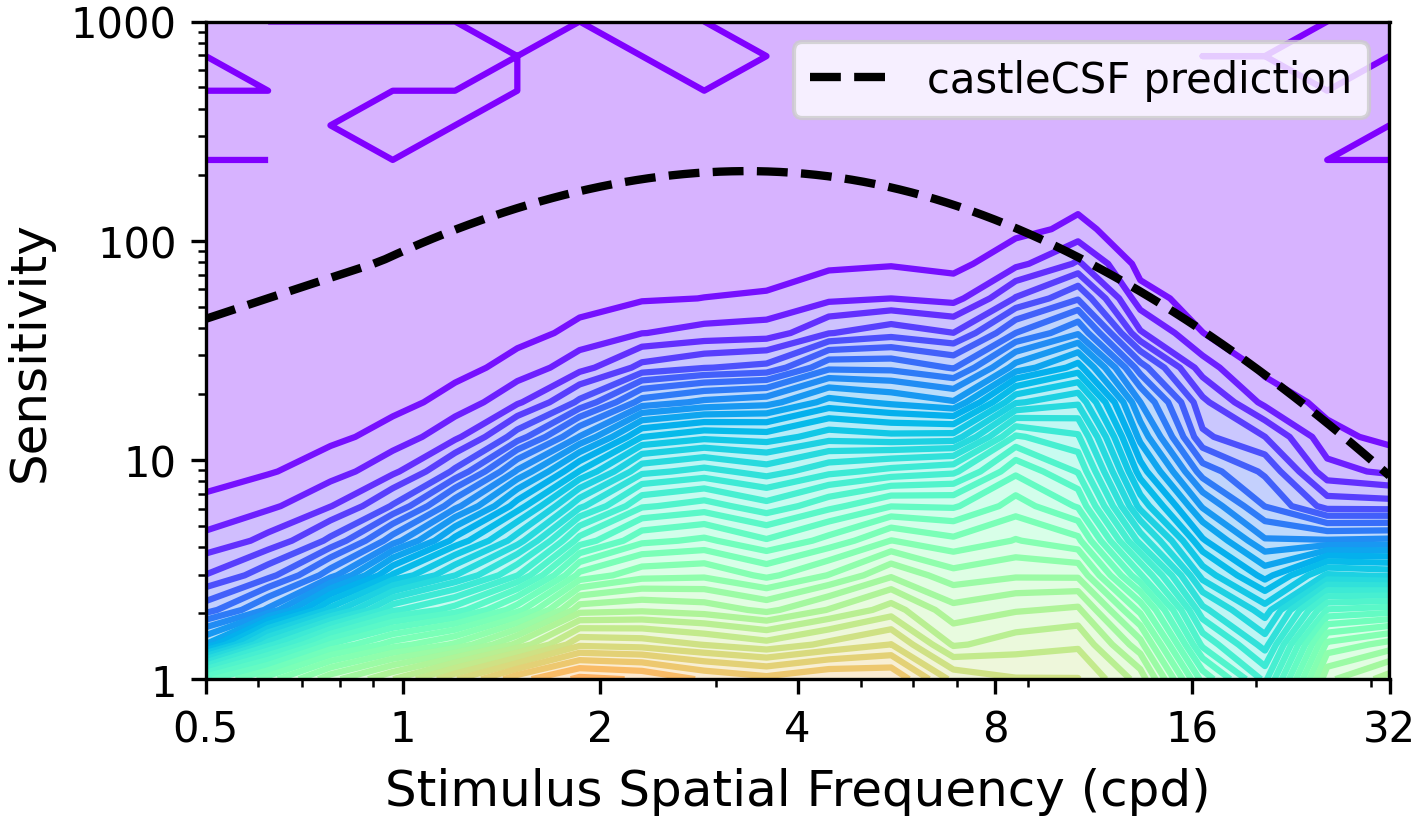 1000
100
10
1
Sensitivity
castleCSF prediction
0.5 1 2 4 8 16 32
Stimulus Spatial Frequency (cpd)